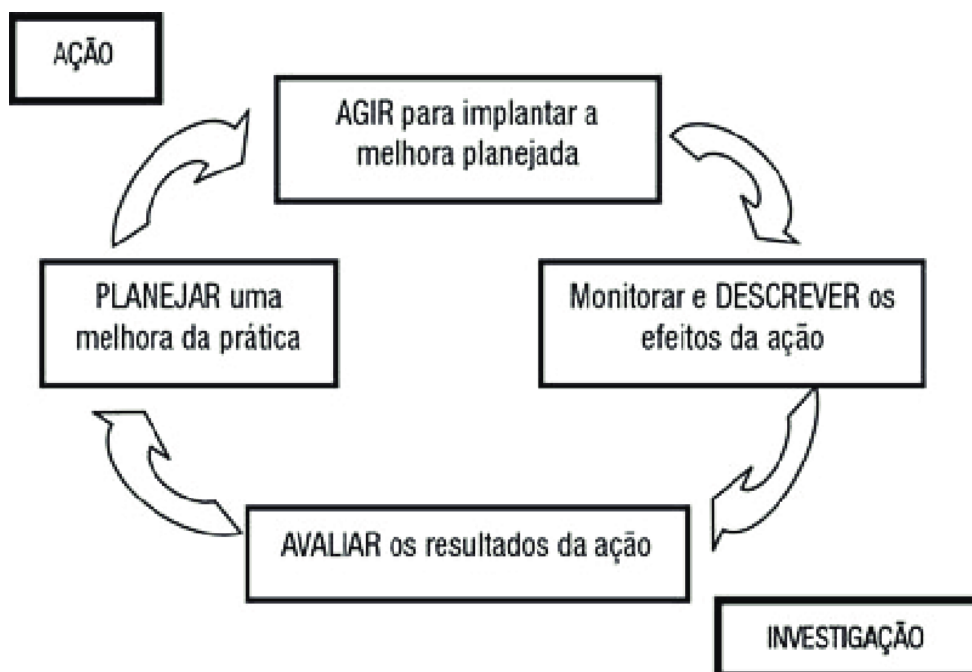 AÇÃO
AGIR para implantar a
melhora planejada
PLANEJAR uma
melhora da prática
Monitorar e DESCREVER os
efeitos da ação
AVALIAR os resultados da ação
INVESTIGAÇÃO